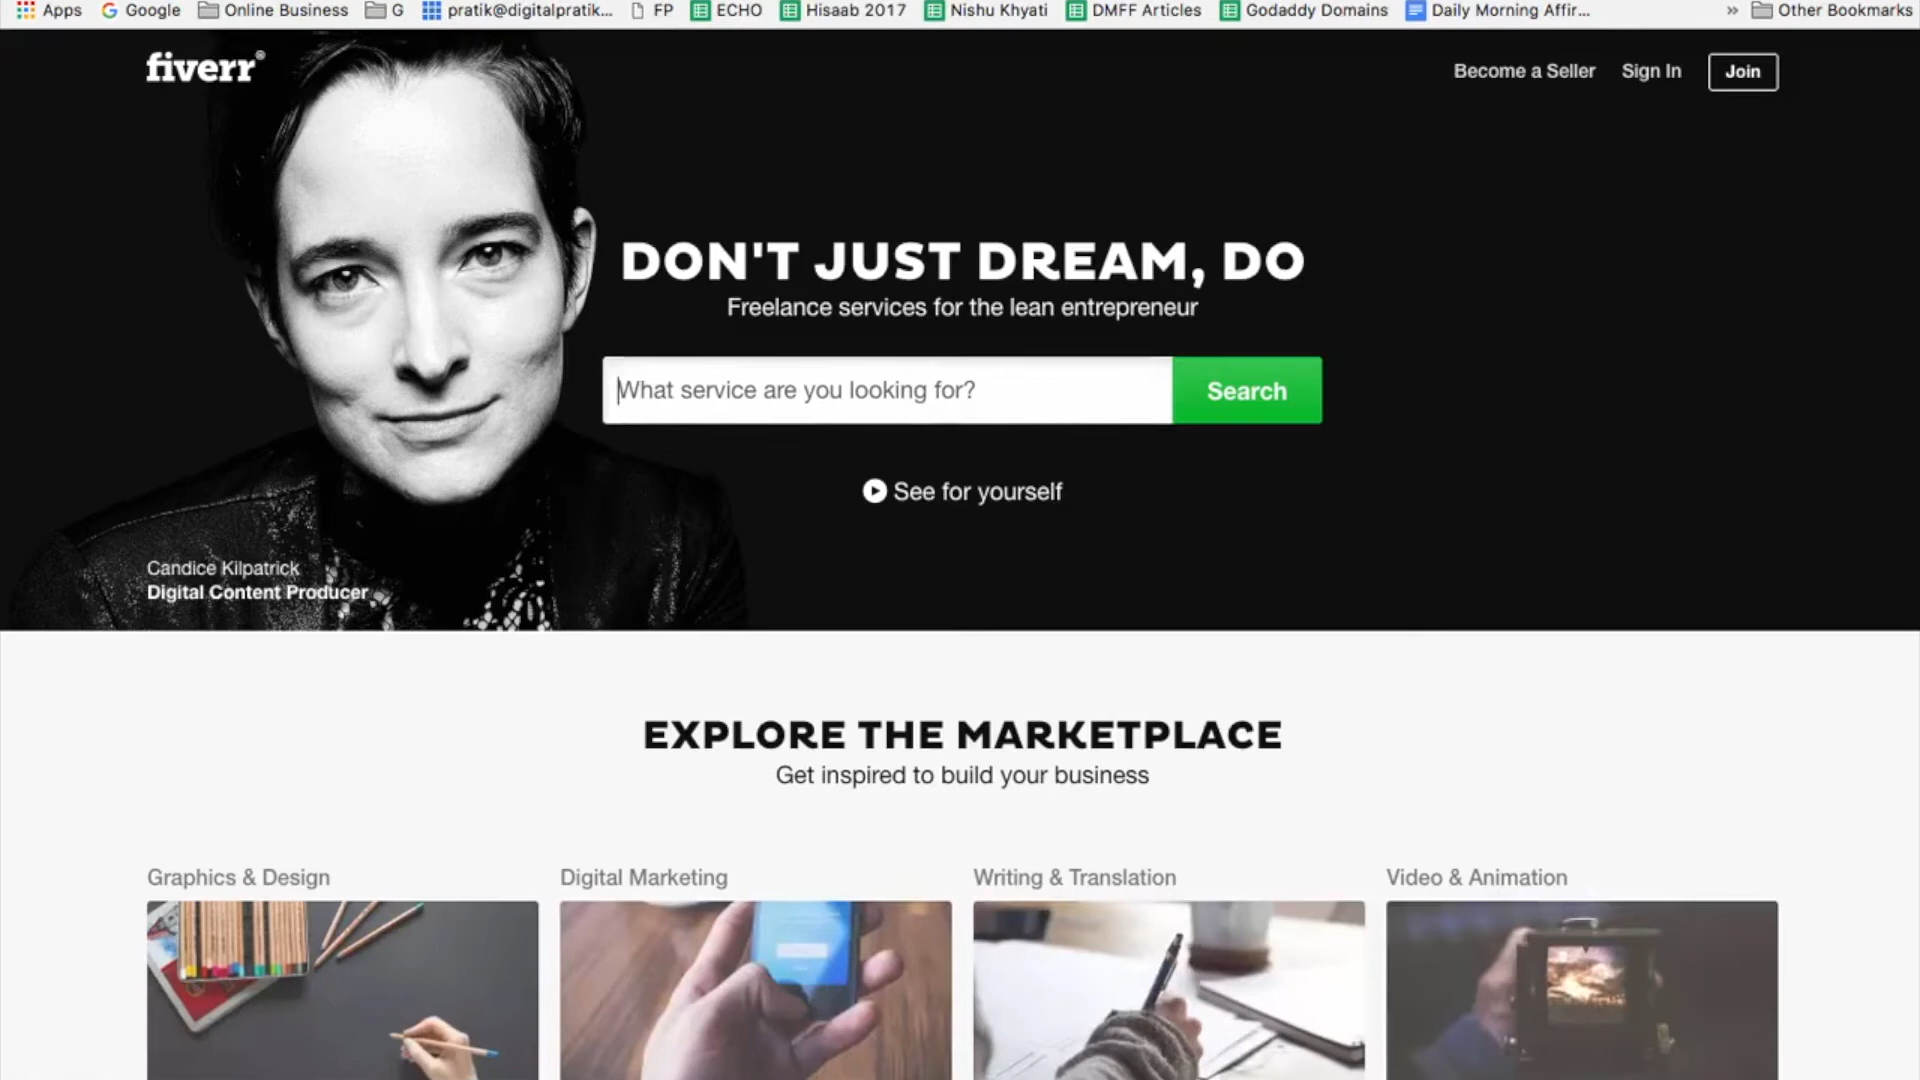 Apps Google Online Business G pratik@digitalpratik... FP ECHO Hisaab 2017 Nishu Khyati DMFF Articles Godaddy Domains Daily Morning Affir... » Other Bookmarks
fiverr® Become a Seller Sign In Join
DON'T JUST DREAM, DO
Freelance services for the lean entrepreneur
What service are you looking for? Search
See for yourself
Candice Kilpatrick
Digital Content Producer
EXPLORE THE MARKETPLACE
Get inspired to build your business
Graphics & Design Digital Marketing Writing & Translation Video & Animation